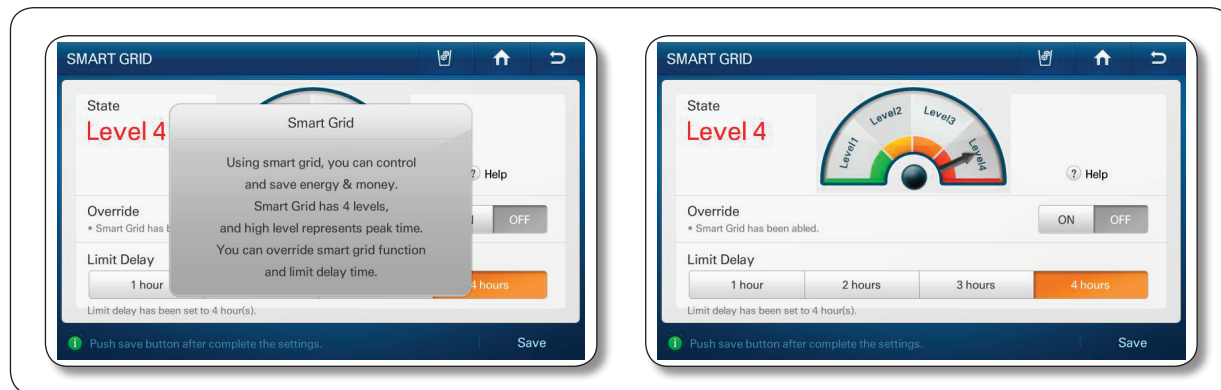 SMART GRID
State
Level 4
Smart Grid
Using smart grid, you can control
and save energy & money.
Smart Grid has 4 levels,
and high level represents peak time.
You can override smart grid function
and limit delay time.
? Help
Override
• Smart Grid has b
OFF
Limit Delay
1 hour
4 hours
Limit delay has been set to 4 hour(s).
i Push save button after complete the settings.
Save
SMART GRID
State
Level 4
Level1
Level2
Level3
Level4
? Help
Override
• Smart Grid has been abled.
ON OFF
Limit Delay
1 hour 2 hours 3 hours 4 hours
Limit delay has been set to 4 hour(s).
i Push save button after complete the settings.
Save